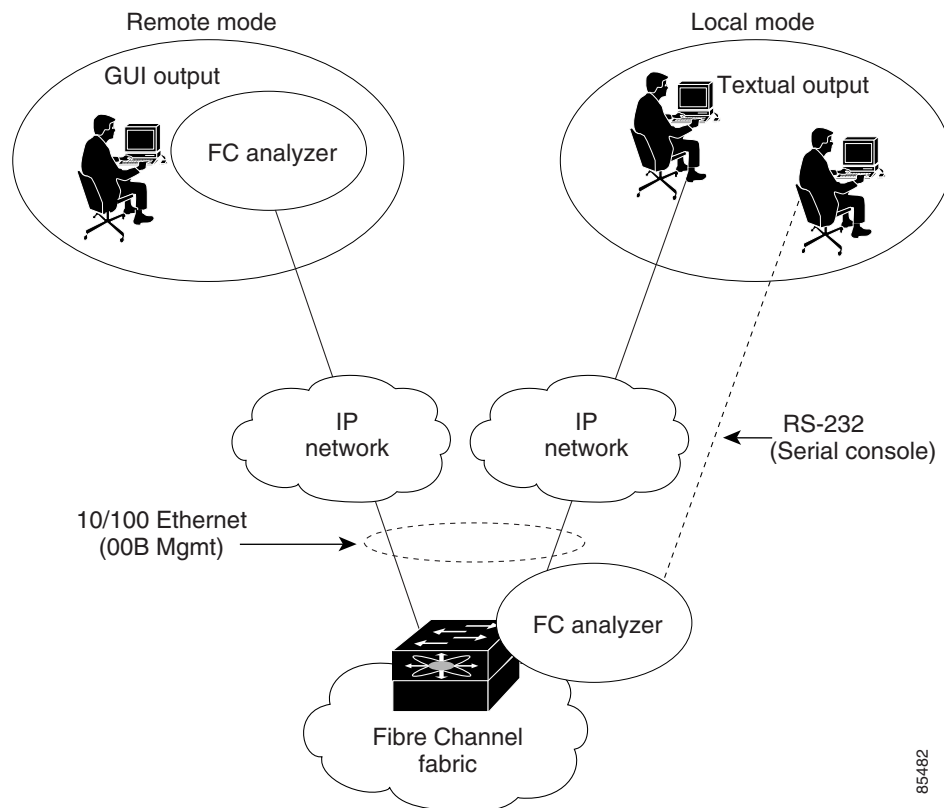 Remote mode
Local mode
GUI output
FC analyzer
Textual output
IP
network
IP
network
RS-232
(Serial console)
10/100 Ethernet
(00B Mgmt)
FC analyzer
Fibre Channel
fabric
85482